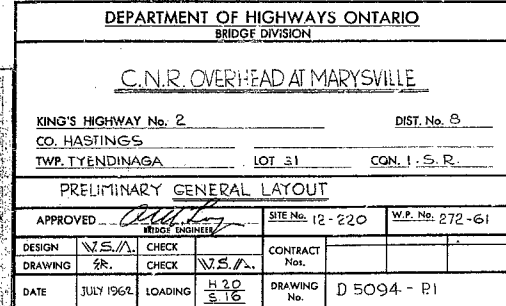 DEPARTMENT OF HIGHWAYS ONTARIO
BRIDGE DIVISION
C.N.R. OVERHEAD AT MARYSVILLE
KING'S HIGHWAY No. 2 DIST. No. 8
CO. HASTINGS
TWP. TYENDINAGA LOT 31 CON. 1. S. R.
PRELIMINARY GENERAL LAYOUT
APPROVED SITE No. 12-220 W.P. No. 272-61
BRIDGE ENGINEER
DESIGN W.S.A. CHECK CONTRACT Nos.
DRAWING CHECK W.S.A.
DATE JULY 1962 LOADING H 20 S 16 DRAWING No. D 5094 - P1